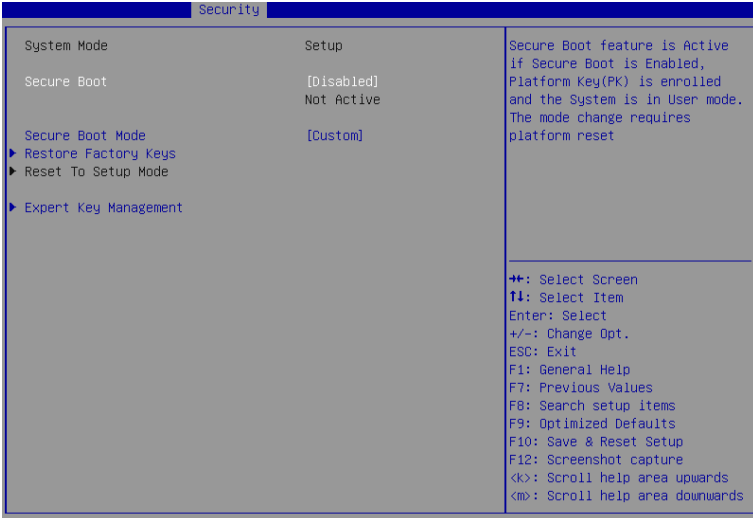 Security
System Mode Setup
Secure Boot [Disabled]
Not Active
Secure Boot Mode [Custom]
Restore Factory Keys
Reset To Setup Mode
Expert Key Management
Secure Boot feature is Active
if Secure Boot is Enabled,
Platform Key(PK) is enrolled
and the System is in User mode.
The mode change requires
platform reset
→←: Select Screen
↑↓: Select Item
Enter: Select
+/-: Change Opt.
ESC: Exit
F1: General Help
F7: Previous Values
F8: Search setup items
F9: Optimized Defaults
F10: Save & Reset Setup
F12: Screenshot capture
<k>: Scroll help area upwards
<m>: Scroll help area downwards